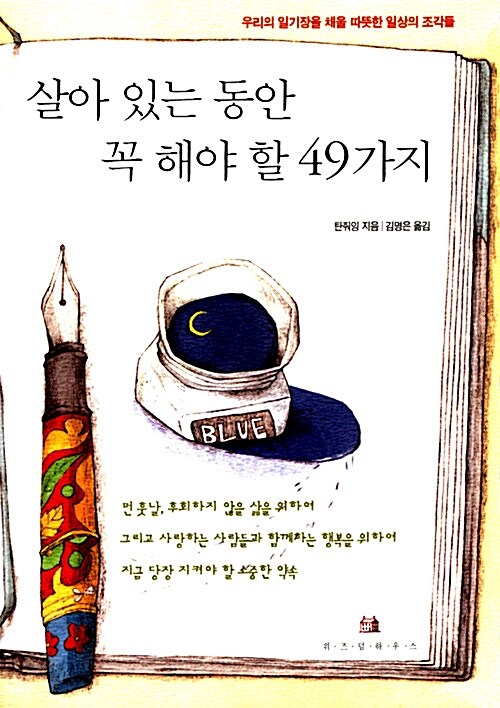 우리의 일기장을 채울 따뜻한 일상의 조각들
살아 있는 동안
꼭 해야 할 49가지
탄줘잉 지음 | 김명은 옮김
BLUE
먼 훗날, 후회하지 않을 삶을 위하여
그리고 사랑하는 사람들과 함께하는 행복을 위하여
지금 당장 지켜야 할 소중한 약속
위·즈·덤·하·우·스